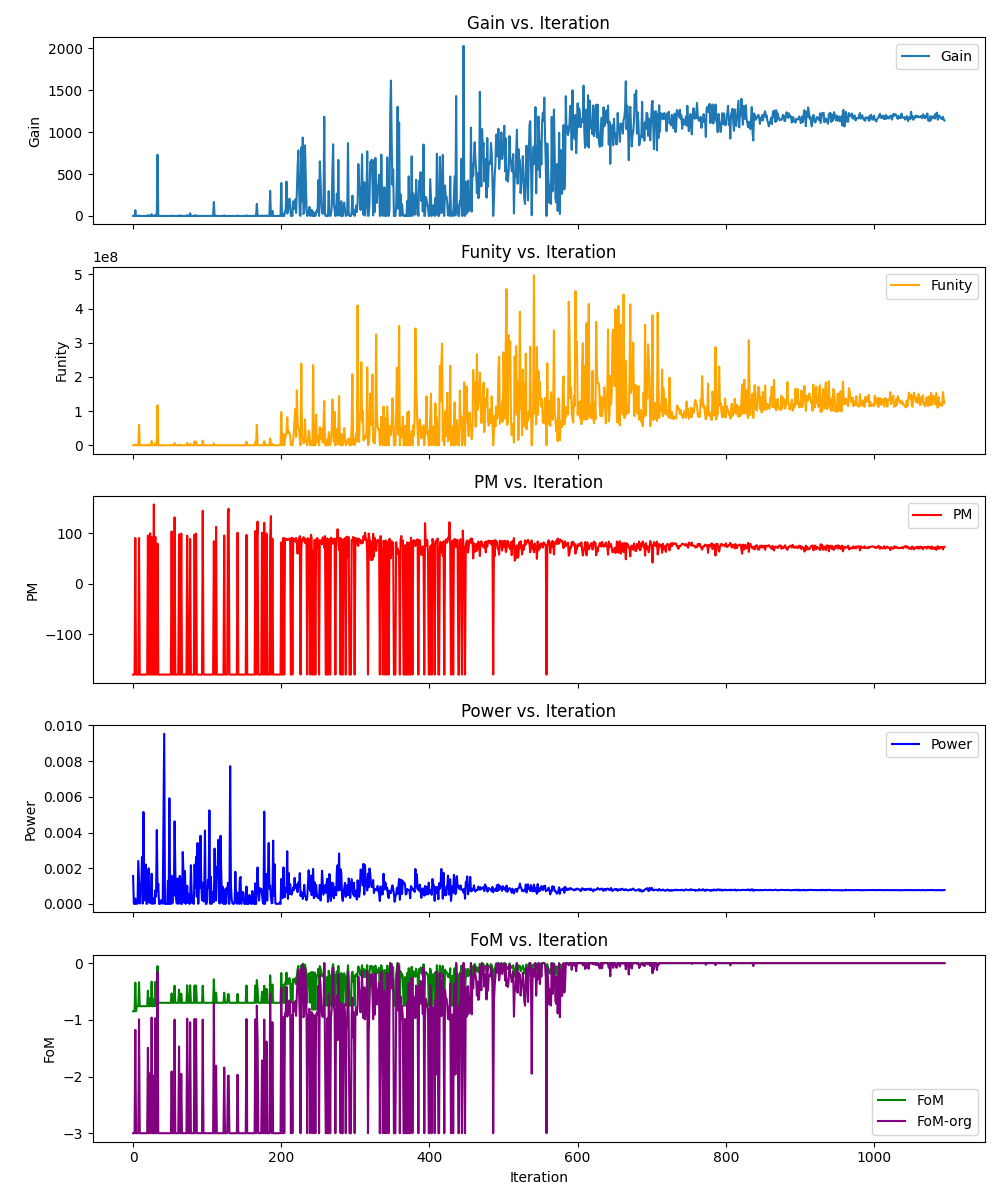 Gain vs. Iteration
2000
1500
1000
500
0
Gain
Gain
Funity vs. Iteration
1e8
5
4
3
2
1
0
Funity
Funity
PM vs. Iteration
100
0
−100
PM
PM
Power vs. Iteration
0.010
0.008
0.006
0.004
0.002
0.000
Power
Power
FoM vs. Iteration
0
−1
−2
−3
FoM
FoM
FoM-org
0 200 400 600 800 1000
Iteration